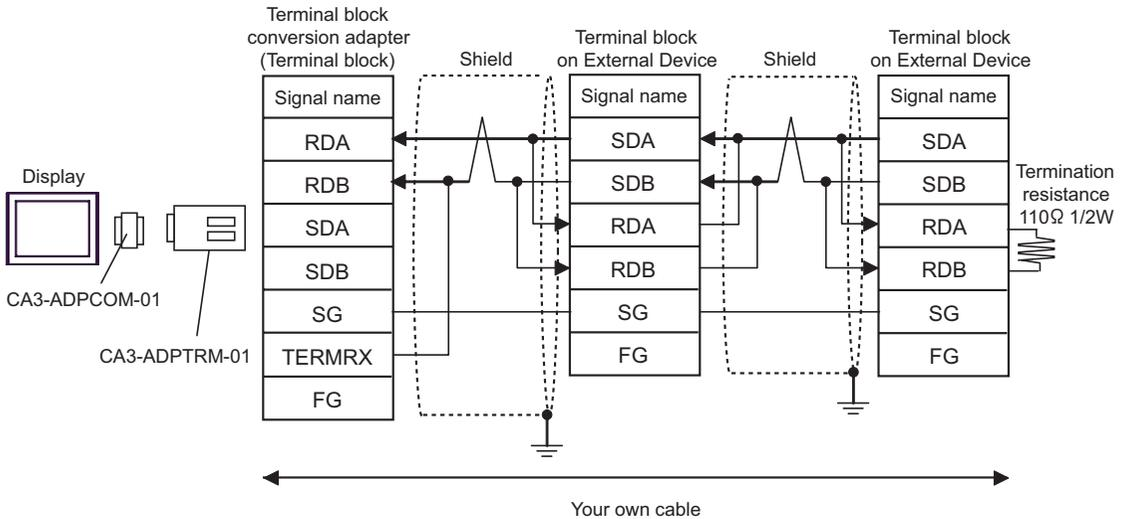 Terminal block
conversion adapter
(Terminal block)
Shield
Terminal block
on External Device
Shield
Terminal block
on External Device
Signal name
RDA
RDB
SDA
SDB
SG
TERMRX
FG
Signal name
SDA
SDB
RDA
RDB
SG
FG
Signal name
SDA
SDB
RDA
RDB
SG
FG
Display
CA3-ADPCOM-01
CA3-ADPTRM-01
Termination
resistance
110Ω 1/2W
Your own cable